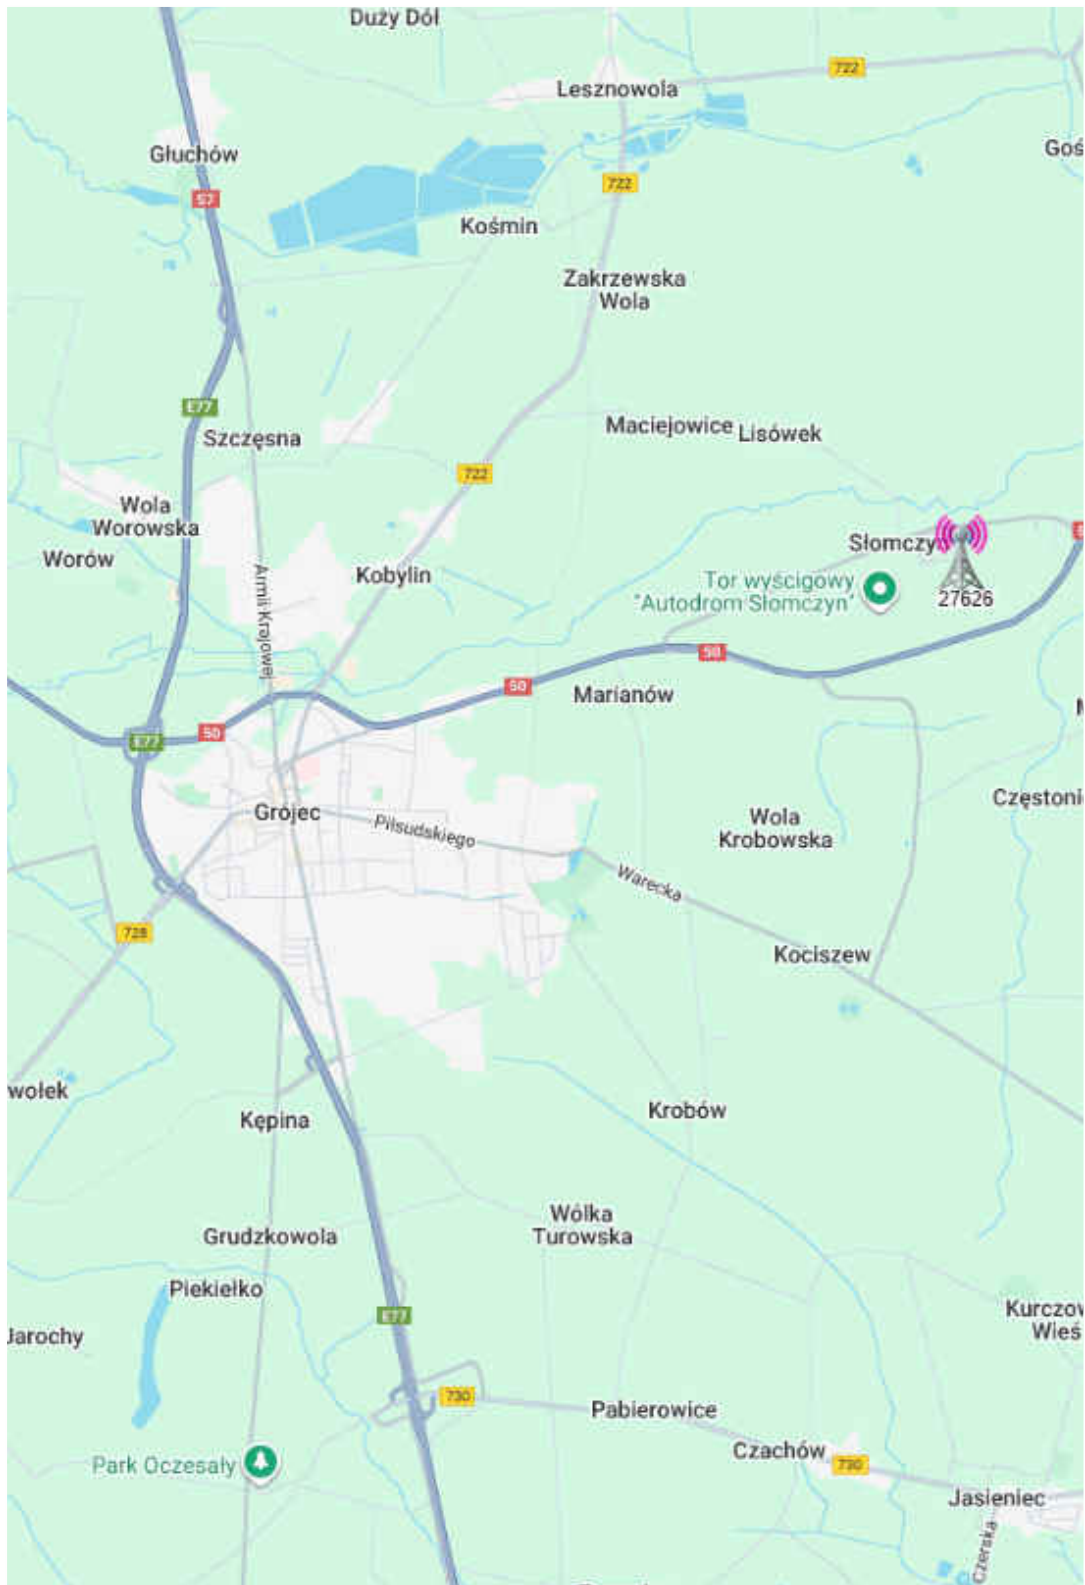 Duży Dół
722
Lesznowola
Głuchów
Goś
S7
722
Kośmin
Zakrzewska
Wola
E77
Szczęsna
Maciejowice
Lisówek
722
Wola
Worowska
Worów
Kobylin
Armii Krajowej
Słomczy
Tor wyścigowy
"Autodrom Słomczyn"
27626
50
50
Marianów
50
E77
Grójec
Piłsudskiego
Wola
Krobowska
Częstoni
Warecka
728
Kociszew
wołek
Kępina
Krobów
Wólka
Turowska
Grudzkowola
Piekiełko
E77
Kurczow
Wieś
Jarochy
730
Pabierowice
Czachów
730
Park Oczesały
Jasieniec
Czerska